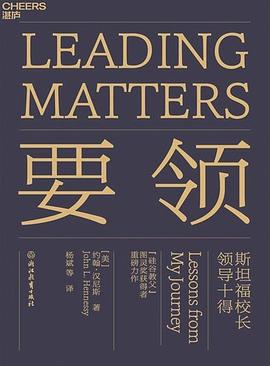 CHEERS
湛庐
LEADING
MATTERS
要领
斯坦福校长
领导十得
Lessons from
My Journey
“硅谷教父”
图灵奖获得者
重磅力作
[美]
约翰·汉尼斯 著
John L. Hennessy
杨斌 等 译
浙江教育出版社